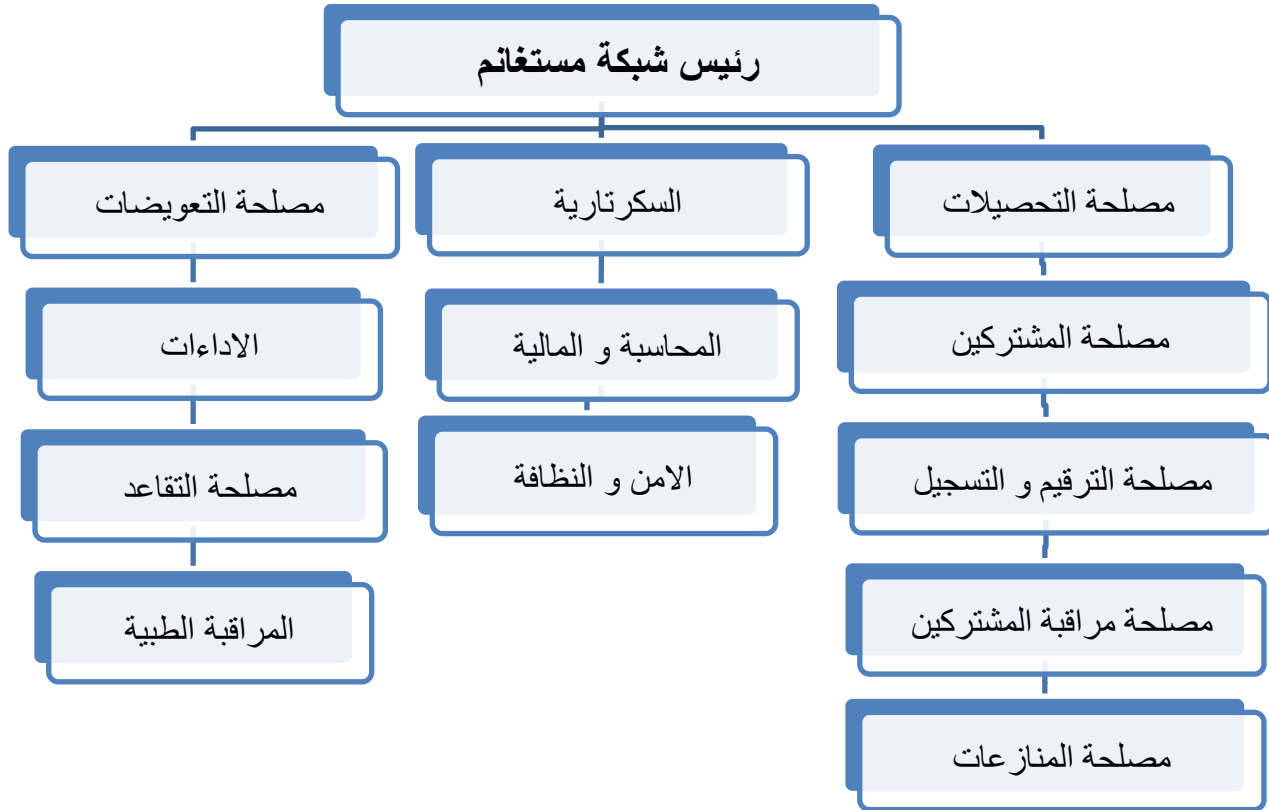 رئيس شبكة مستغانم
مصلحة التحصيلات
السكرتارية
مصلحة التعويضات
مصلحة المشتركين
المحاسبة و المالية
الاداءات
مصلحة الترقيم و التسجيل
الامن و النظافة
مصلحة التقاعد
مصلحة مراقبة المشتركين
المراقبة الطبية
مصلحة المنازعات